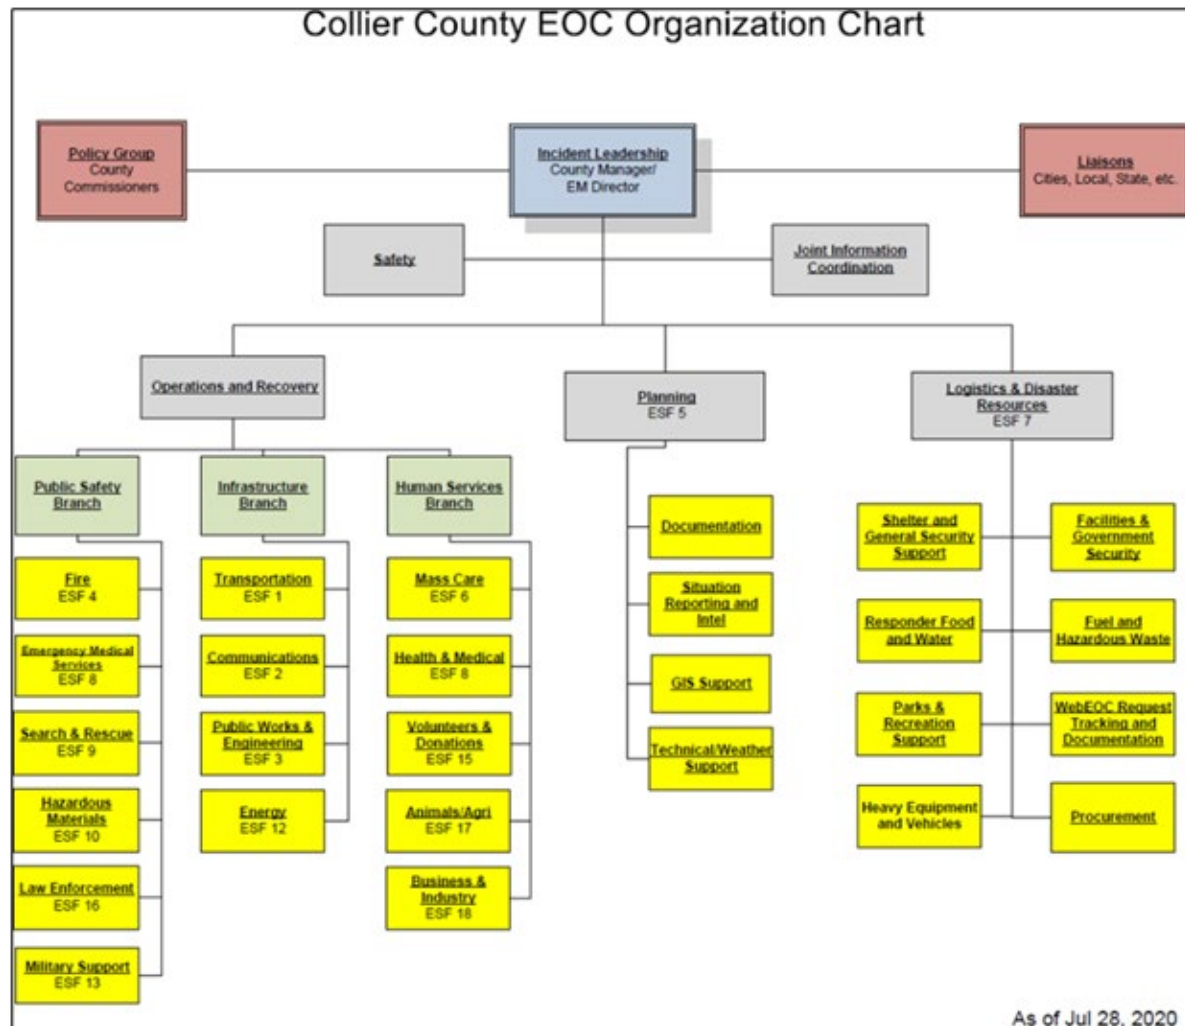 Collier County EOC Organization Chart
Policy Group
County
Commissioners
Incident Leadership
County Manager/
EM Director
Liaisons
Cities, Local, State, etc.
Safety
Joint Information
Coordination
Operations and Recovery
Planning
ESF 5
Logistics & Disaster
Resources
ESF 7
Public Safety
Branch
Infrastructure
Branch
Human Services
Branch
Fire
ESF 4
Emergency Medical
Services
ESF 8
Search & Rescue
ESF 9
Hazardous
Materials
ESF 10
Law Enforcement
ESF 16
Military Support
ESF 13
Transportation
ESF 1
Communications
ESF 2
Public Works &
Engineering
ESF 3
Energy
ESF 12
Mass Care
ESF 6
Health & Medical
ESF 8
Volunteers &
Donations
ESF 15
Animals/Agri
ESF 17
Business &
Industry
ESF 18
Documentation
Situation
Reporting and
Intel
GIS Support
Technical/Weather
Support
Shelter and
General Security
Support
Facilities &
Government
Security
Responder Food
and Water
Fuel and
Hazardous Waste
Parks &
Recreation
Support
WebEOC Request
Tracking and
Documentation
Heavy Equipment
and Vehicles
Procurement
As of Jul 28, 2020